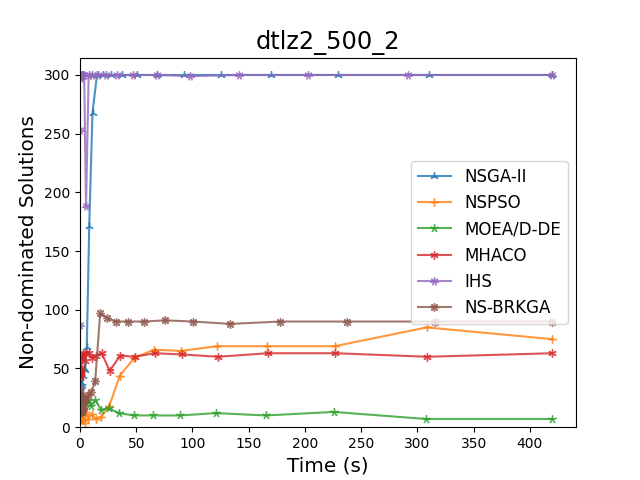 dtlz2_500_2
Non-dominated Solutions
300
250
200
150
100
50
0
NSGA-II
NSPSO
MOEA/D-DE
MHACO
IHS
NS-BRKGA
0 50 100 150 200 250 300 350 400
Time (s)